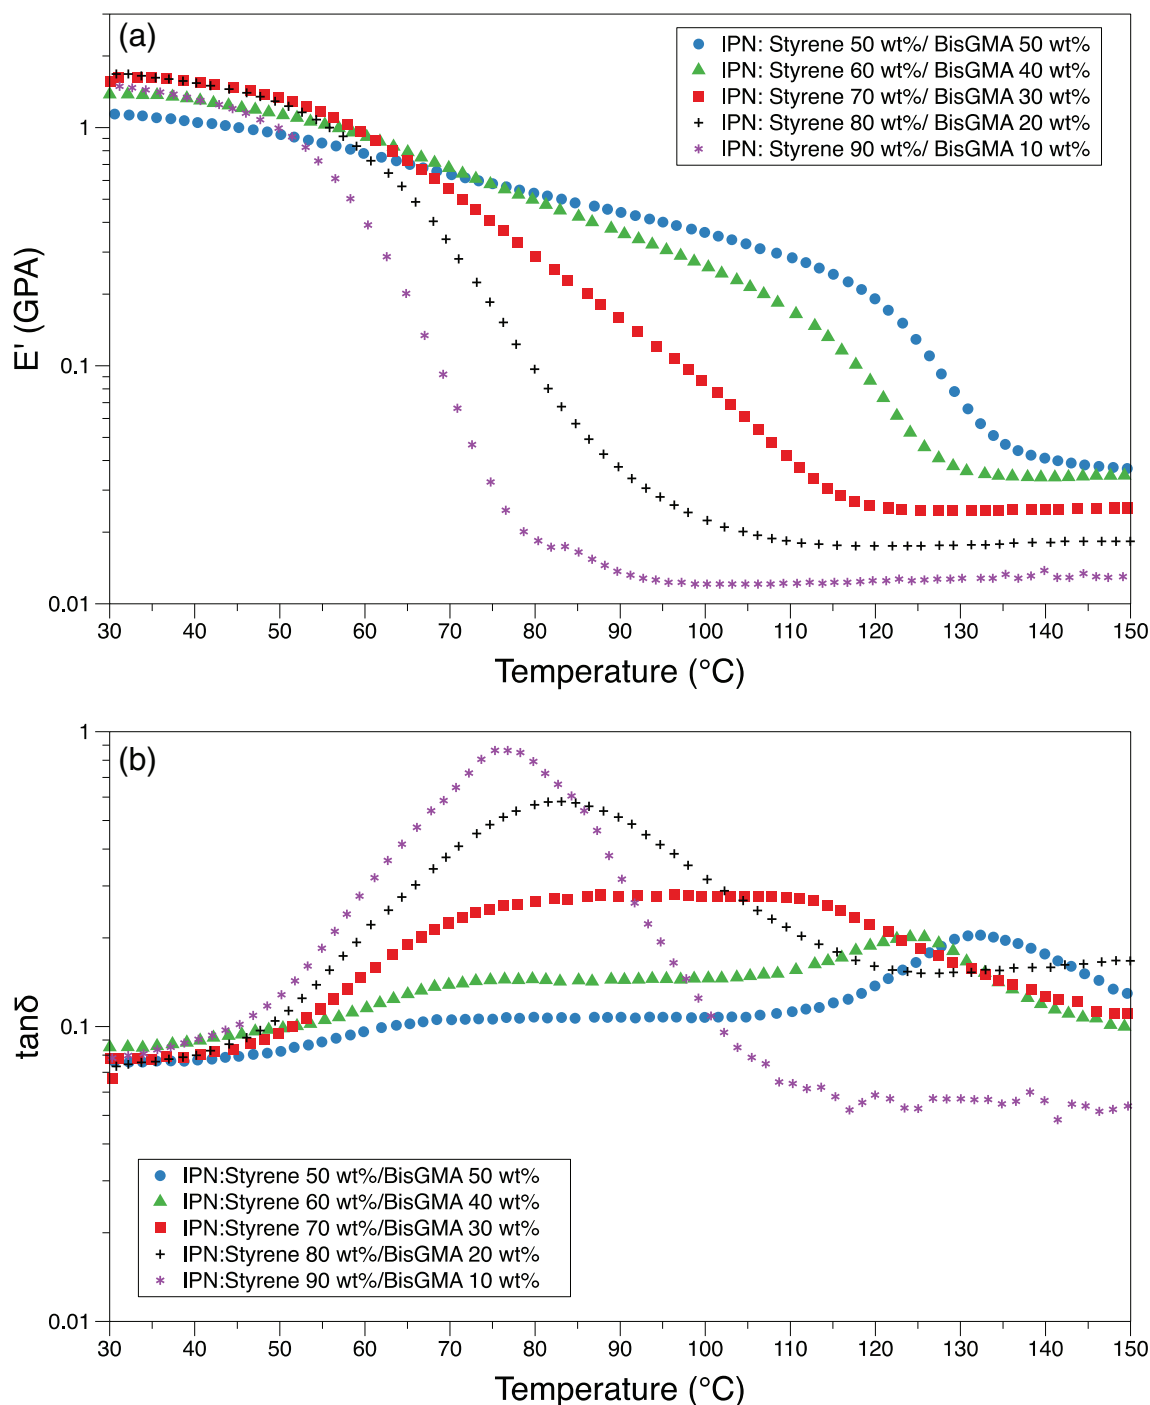 (a)
IPN: Styrene 50 wt%/ BisGMA 50 wt%
IPN: Styrene 60 wt%/ BisGMA 40 wt%
IPN: Styrene 70 wt%/ BisGMA 30 wt%
IPN: Styrene 80 wt%/ BisGMA 20 wt%
IPN: Styrene 90 wt%/ BisGMA 10 wt%
1
0.1
0.01
E' (GPA)
30 40 50 60 70 80 90 100 110 120 130 140 150
Temperature (°C)
(b)
1
0.1
0.01
tanδ
IPN:Styrene 50 wt%/BisGMA 50 wt%
IPN:Styrene 60 wt%/BisGMA 40 wt%
IPN:Styrene 70 wt%/BisGMA 30 wt%
IPN:Styrene 80 wt%/BisGMA 20 wt%
IPN:Styrene 90 wt%/BisGMA 10 wt%
30 40 50 60 70 80 90 100 110 120 130 140 150
Temperature (°C)